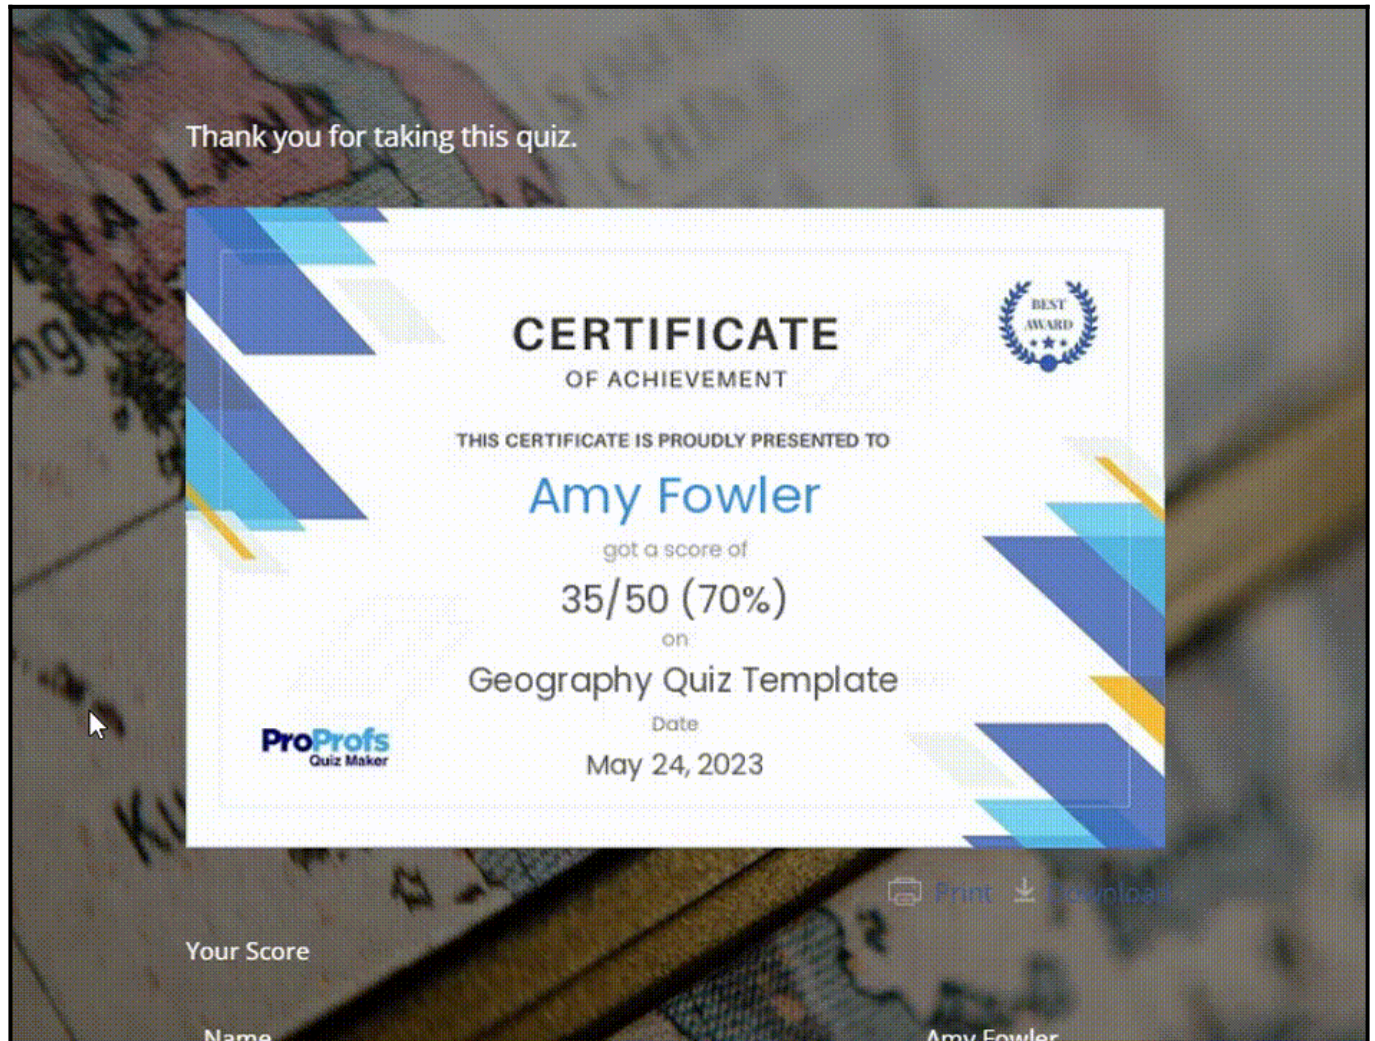 Thank you for taking this quiz.
BEST
AWARD
CERTIFICATE
OF ACHIEVEMENT
THIS CERTIFICATE IS PROUDLY PRESENTED TO
Amy Fowler
got a score of
35/50 (70%)
on
Geography Quiz Template
Date
May 24, 2023
ProProfs
Quiz Maker
Print Download
Your Score
Name Amy Fowler